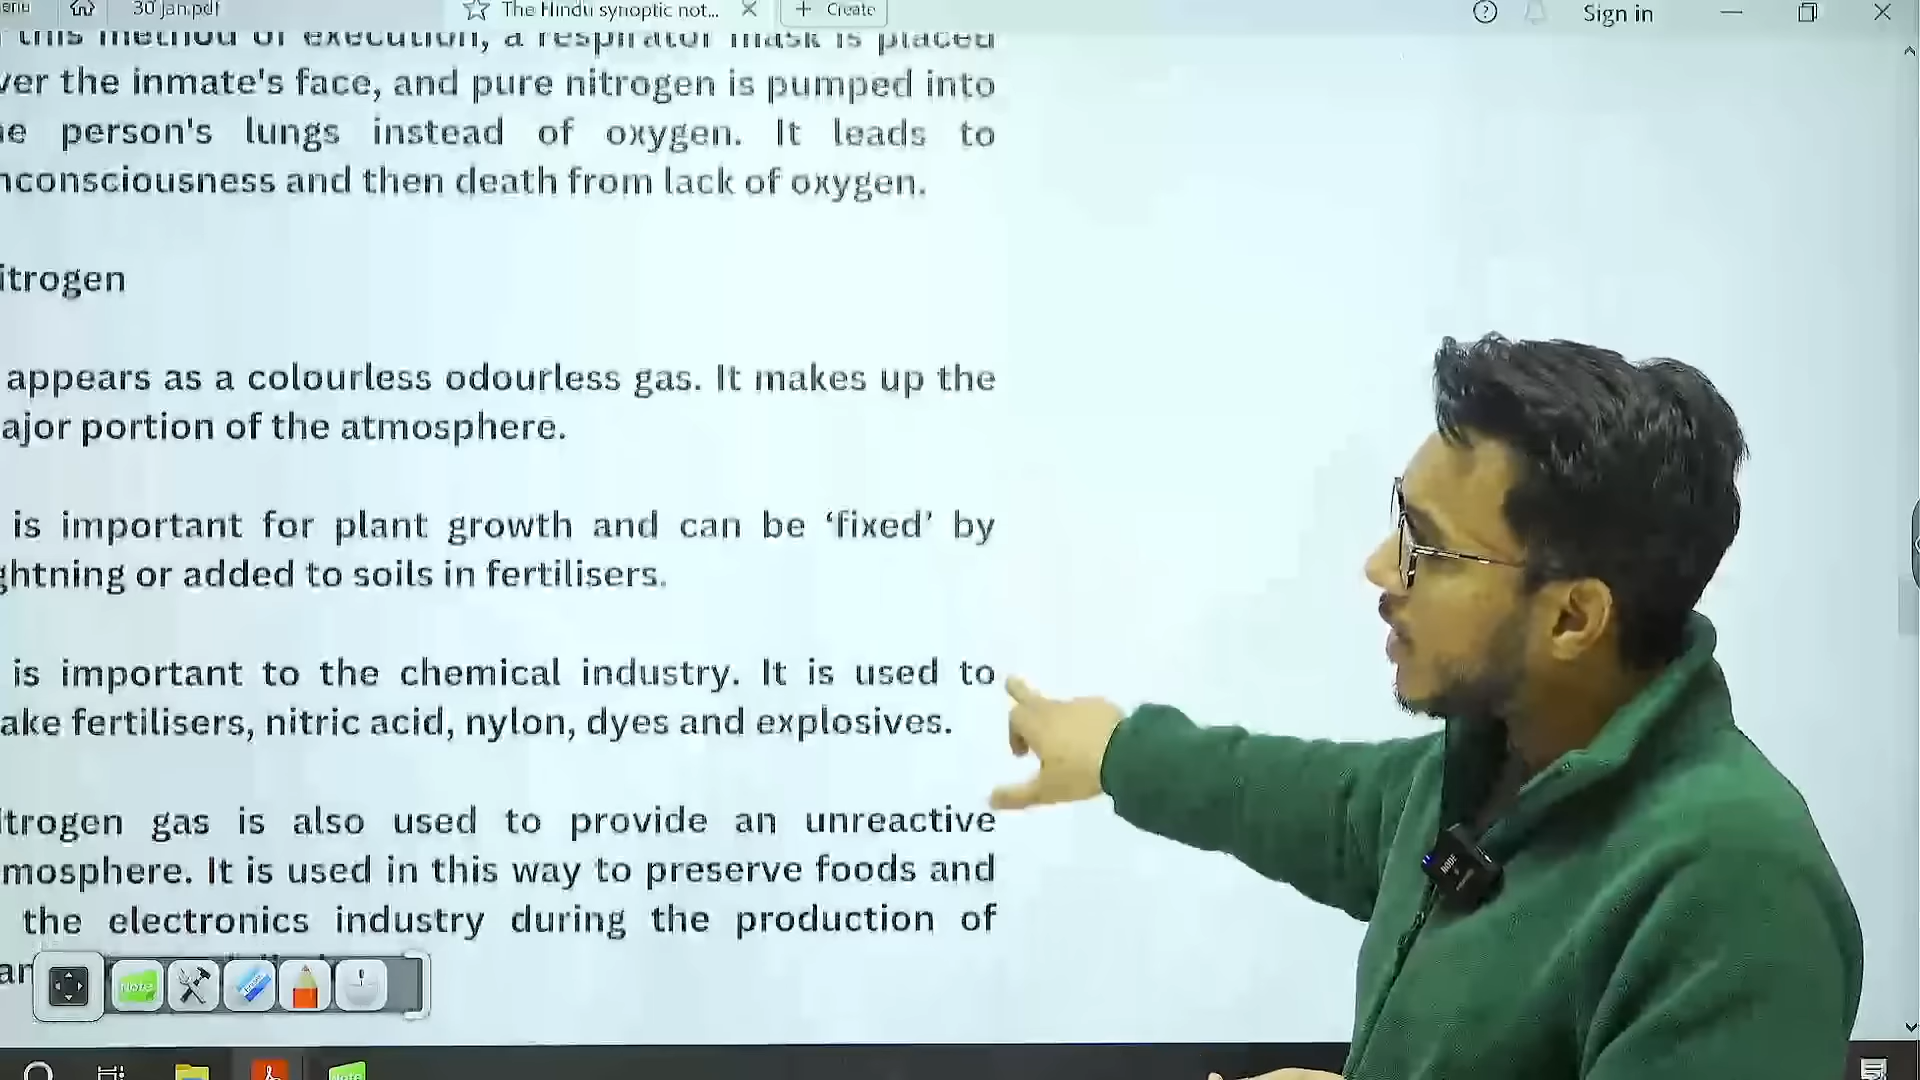 30 jan.pdf
The Hindu synoptic not...
Create
Sign in
this method of execution, a respirator mask is placed
ver the inmate's face, and pure nitrogen is pumped into
e person's lungs instead of oxygen. It leads to
nconsciousness and then death from lack of oxygen.
itrogen
appears as a colourless odourless gas. It makes up the
ajor portion of the atmosphere.
is important for plant growth and can be ‘fixed’ by
ghtning or added to soils in fertilisers.
is important to the chemical industry. It is used to
ake fertilisers, nitric acid, nylon, dyes and explosives.
itrogen gas is also used to provide an unreactive
mosphere. It is used in this way to preserve foods and
the electronics industry during the production of
Note
RODE
Note